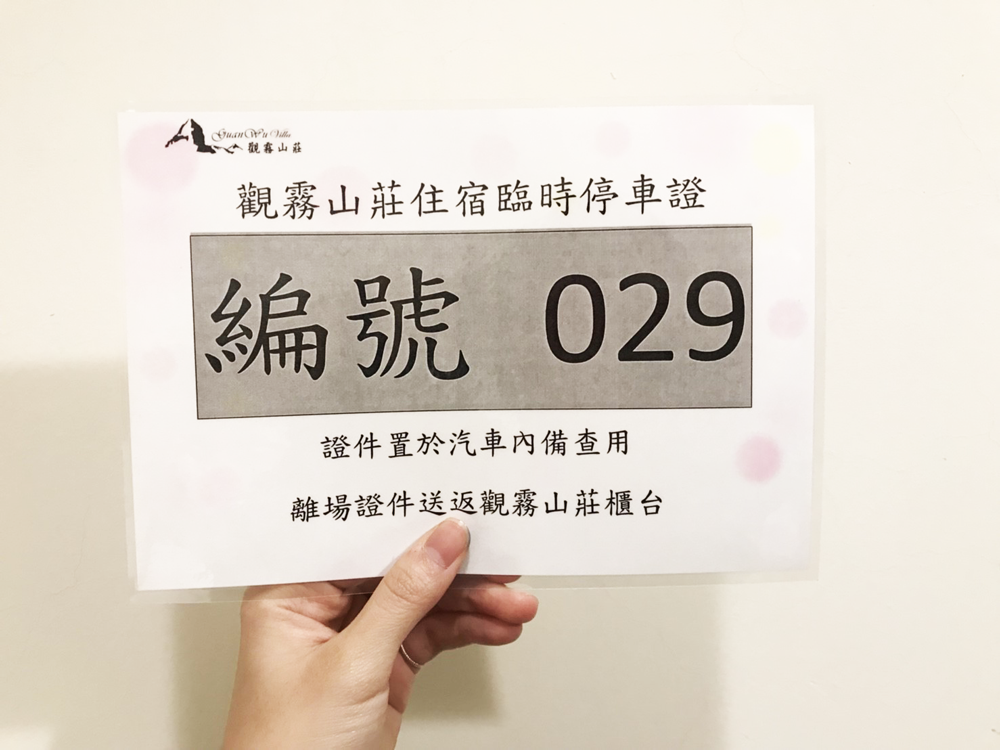 GuanWu Villa
觀霧山莊
觀霧山莊住宿臨時停車證
編號 029
證件置於汽車內備查用
離場證件送返觀霧山莊櫃台